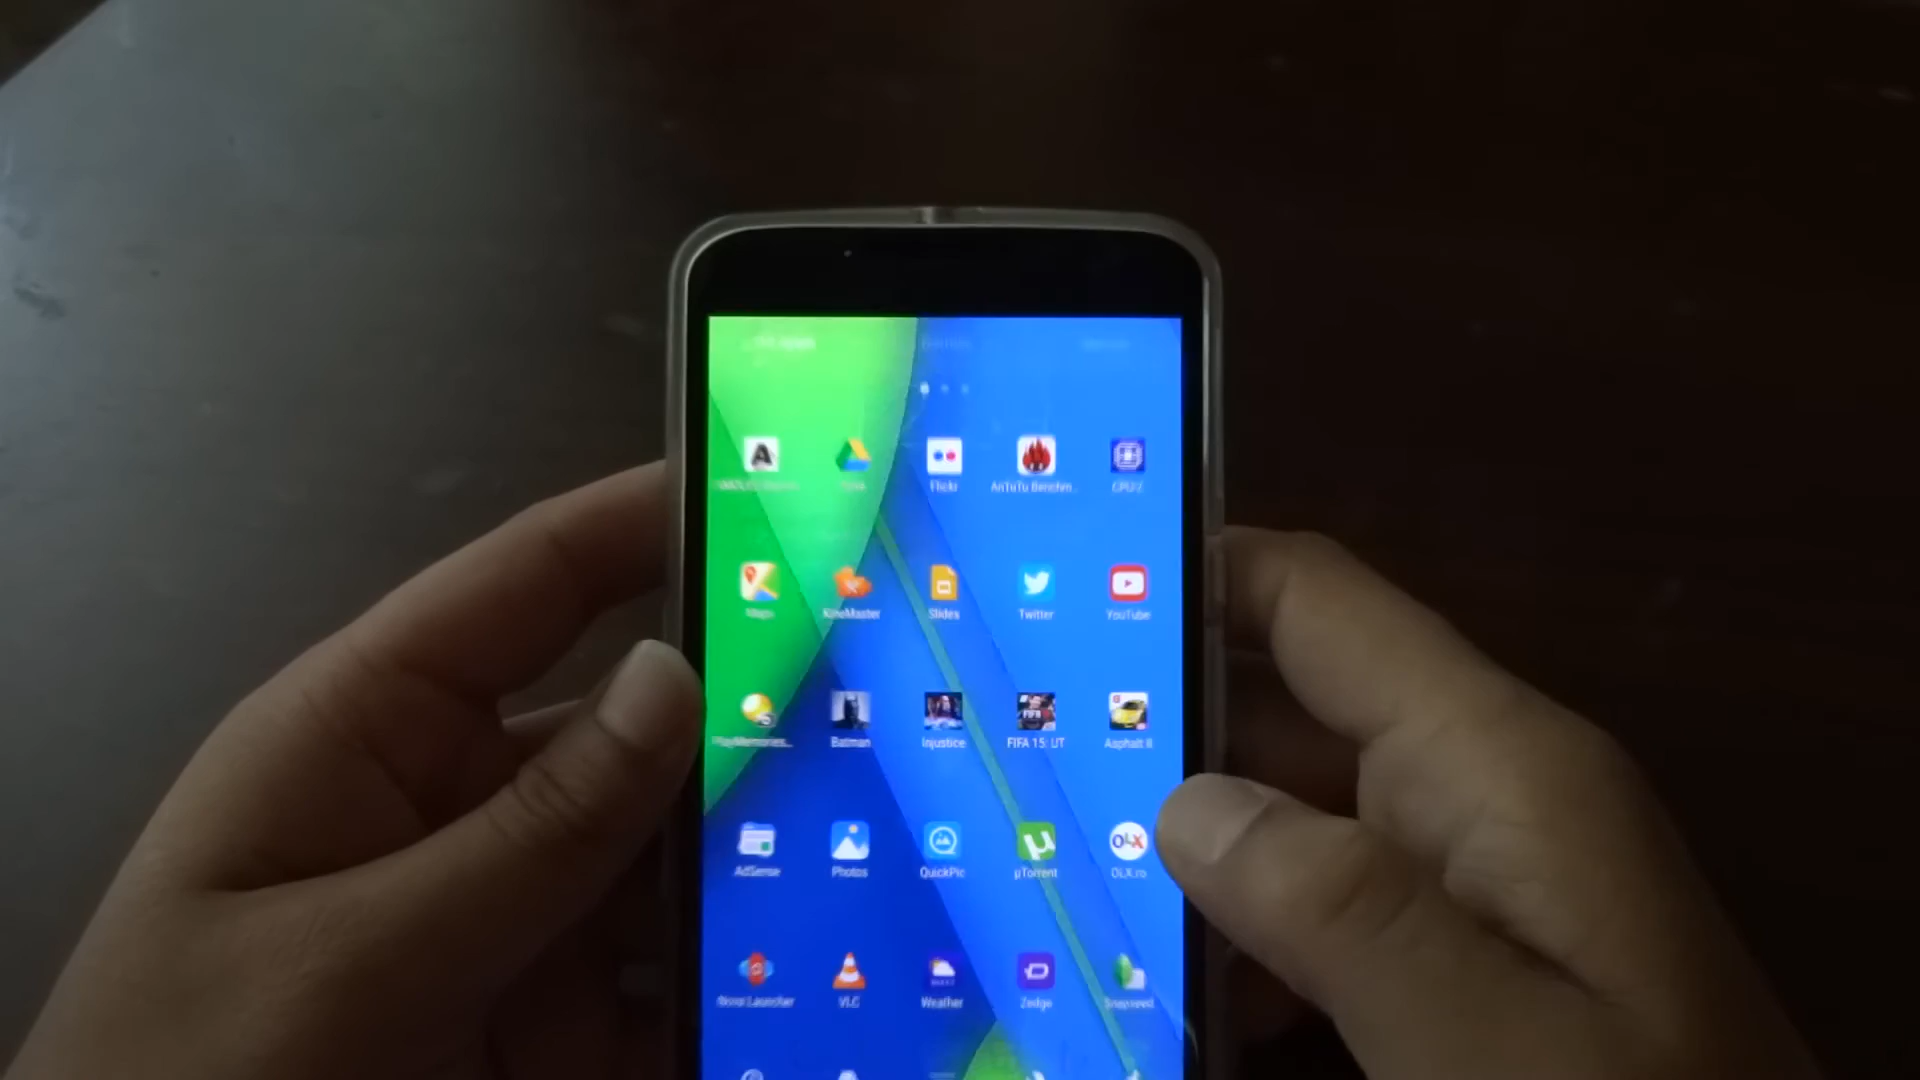 Flickr
AnTuTu Benchm..
CPU-Z
Maps
KineMaster
Slides
Twitter
YouTube
PlayMemories...
Batman
Injustice
FIFA 15: UT
Asphalt 8
AdSense
Photos
QuickPic
µTorrent
OLX
OLX.ro
Nova Launcher
VLC
Weather
Zedge
Snapseed